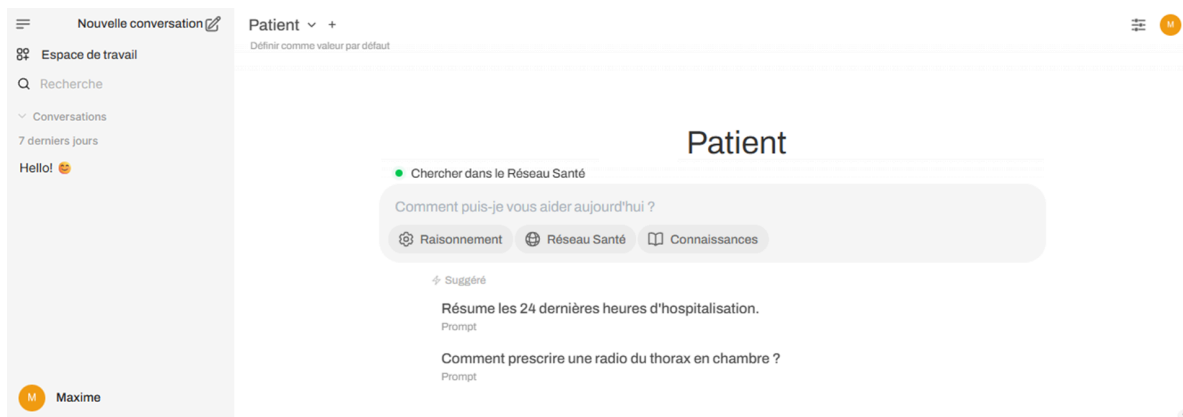 Nouvelle conversation
Espace de travail
Recherche
Conversations
7 derniers jours
Hello! 😊
M Maxime
Patient +
Définir comme valeur par défaut
M
Patient
Chercher dans le Réseau Santé
Comment puis-je vous aider aujourd'hui ?
Raisonnement Réseau Santé Connaissances
Suggéré
Résume les 24 dernières heures d'hospitalisation.
Prompt
Comment prescrire une radio du thorax en chambre ?
Prompt